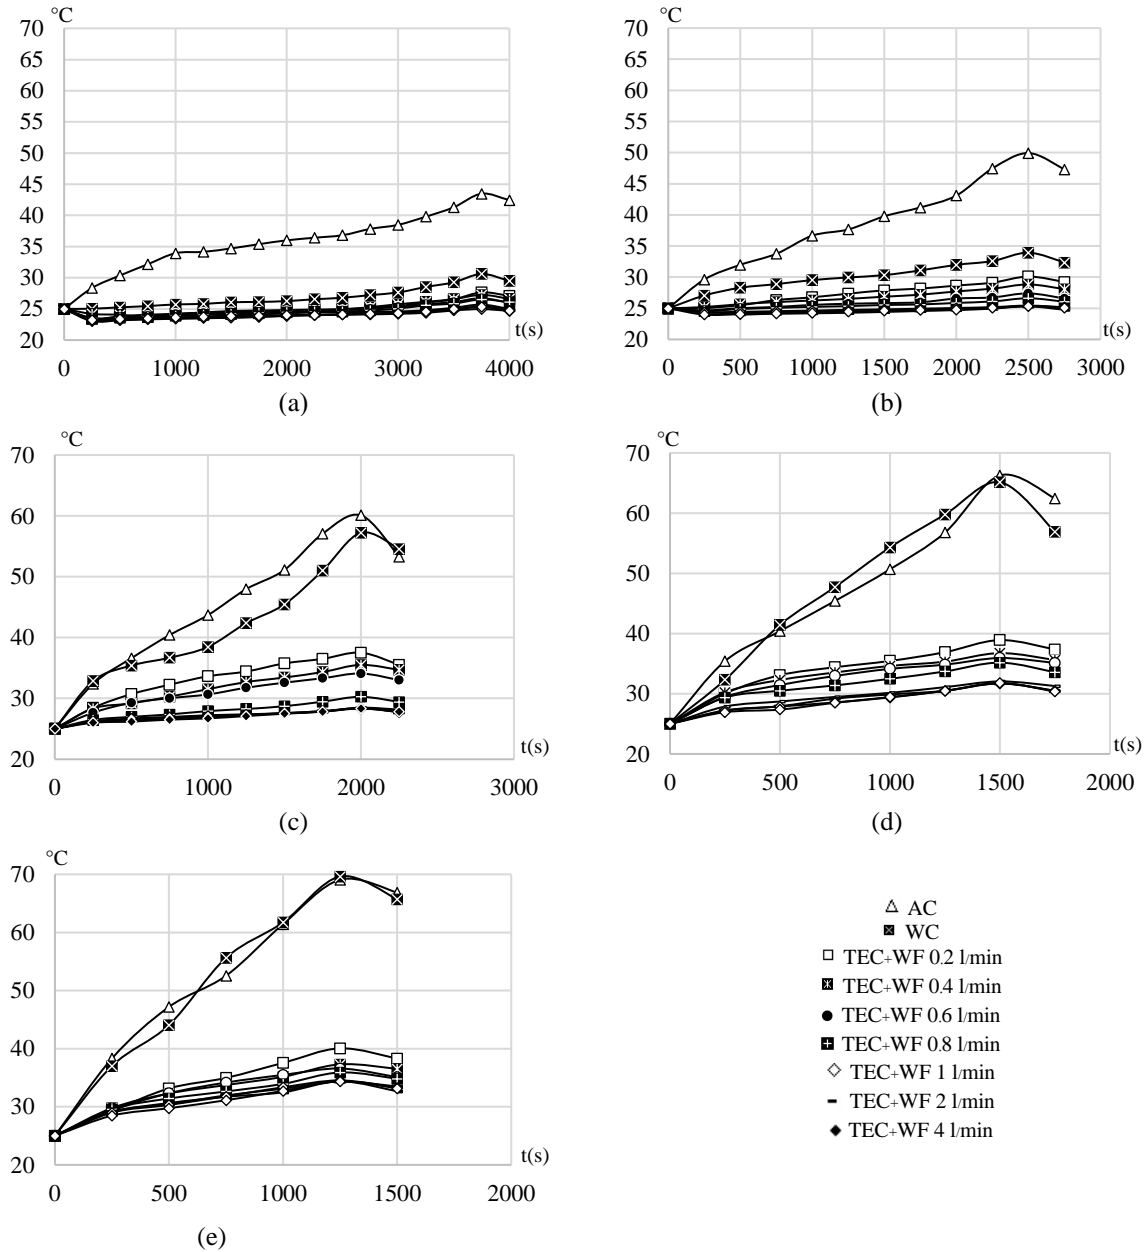 °C
70
65
60
55
50
45
40
35
30
25
20
t(s)
0 1000 2000 3000 4000
(a)
°C
70
65
60
55
50
45
40
35
30
25
20
t(s)
0 500 1000 1500 2000 2500 3000
(b)
°C
70
60
50
40
30
20
t(s)
0 1000 2000 3000
(c)
°C
70
60
50
40
30
20
t(s)
0 500 1000 1500 2000
(d)
°C
70
60
50
40
30
20
t(s)
0 500 1000 1500 2000
(e)
AC
WC
TEC+WF 0.2 l/min
TEC+WF 0.4 l/min
TEC+WF 0.6 l/min
TEC+WF 0.8 l/min
TEC+WF 1 l/min
TEC+WF 2 l/min
TEC+WF 4 l/min